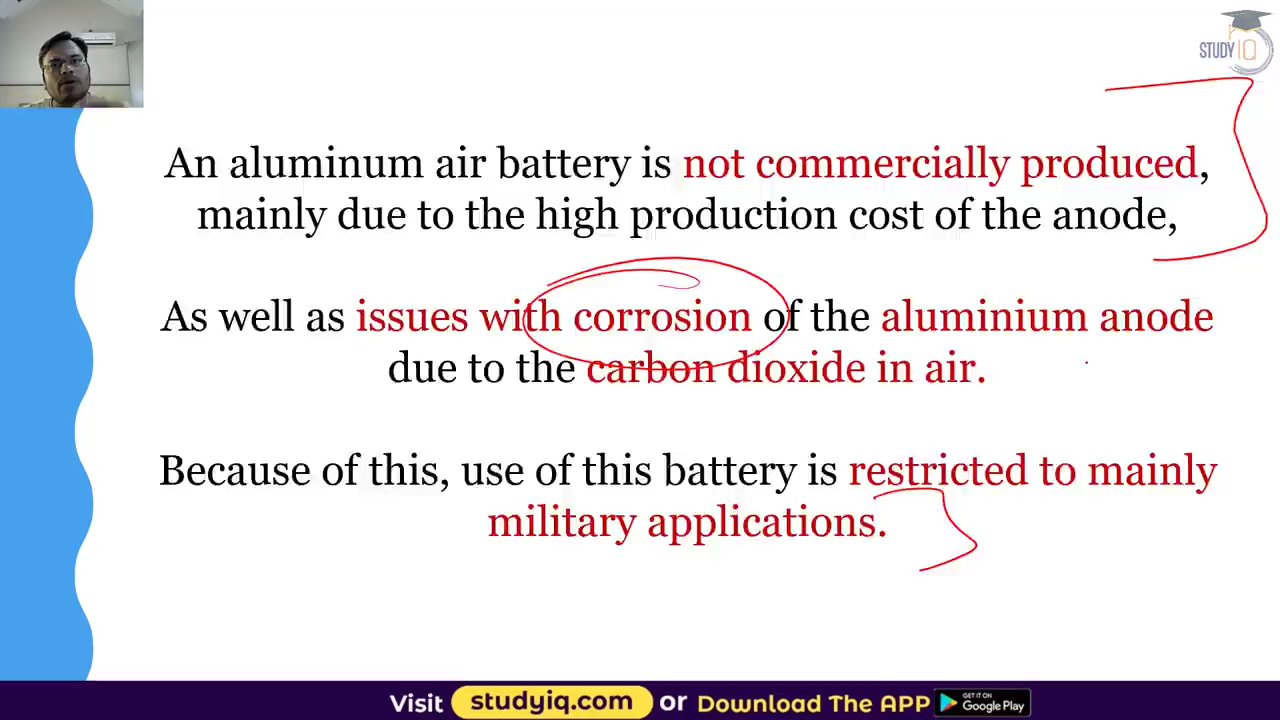 STUDY IQ
An aluminum air battery is not commercially produced,
mainly due to the high production cost of the anode,
As well as issues with corrosion of the aluminium anode
due to the carbon dioxide in air.
Because of this, use of this battery is restricted to mainly
military applications.
Visit studyiq.com or Download The APP GET IT ON Google Play